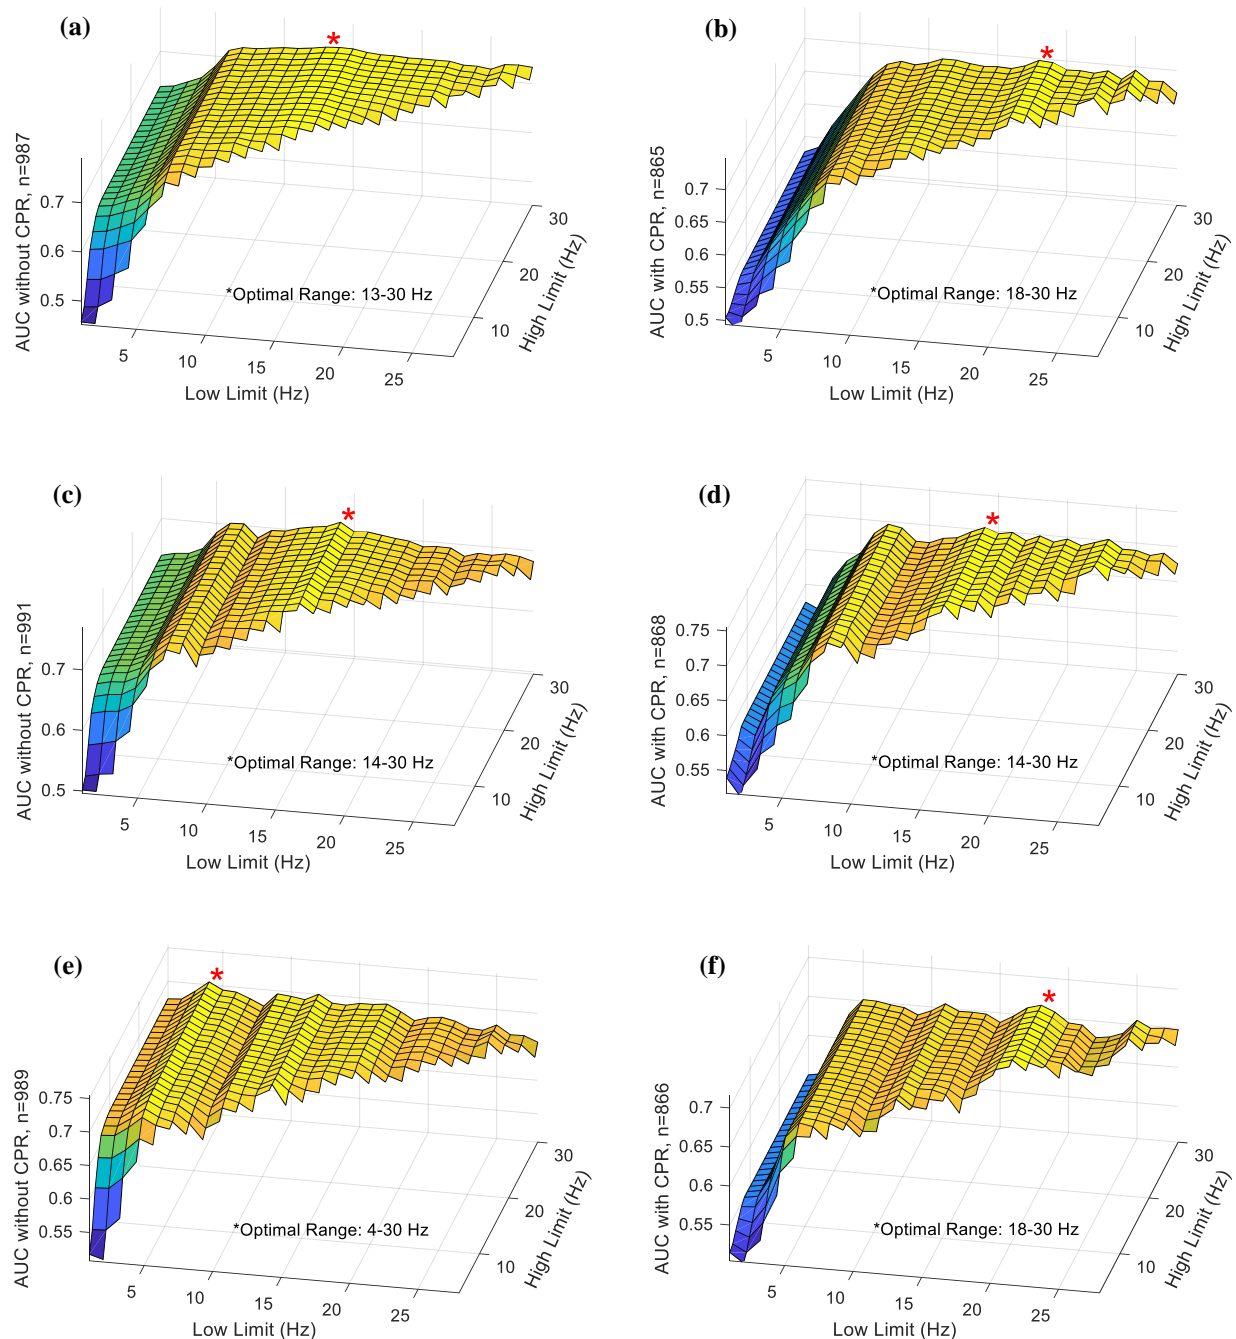 (a)
AUC without CPR, n=987
0.7
0.6
0.5
*Optimal Range: 13-30 Hz
5
10
15
20
25
Low Limit (Hz)
10
20
30
High Limit (Hz)
(b)
AUC with CPR, n=865
0.7
0.65
0.6
0.55
0.5
*Optimal Range: 18-30 Hz
5
10
15
20
25
Low Limit (Hz)
10
20
30
High Limit (Hz)
(c)
AUC without CPR, n=991
0.7
0.6
0.5
*Optimal Range: 14-30 Hz
5
10
15
20
25
Low Limit (Hz)
10
20
30
High Limit (Hz)
(d)
AUC with CPR, n=868
0.75
0.7
0.65
0.6
0.55
*Optimal Range: 14-30 Hz
5
10
15
20
25
Low Limit (Hz)
10
20
30
High Limit (Hz)
(e)
AUC without CPR, n=989
0.75
0.7
0.65
0.6
0.55
*Optimal Range: 4-30 Hz
5
10
15
20
25
Low Limit (Hz)
10
20
30
High Limit (Hz)
(f)
AUC with CPR, n=866
0.7
0.65
0.6
0.55
*Optimal Range: 18-30 Hz
5
10
15
20
25
Low Limit (Hz)
10
20
30
High Limit (Hz)